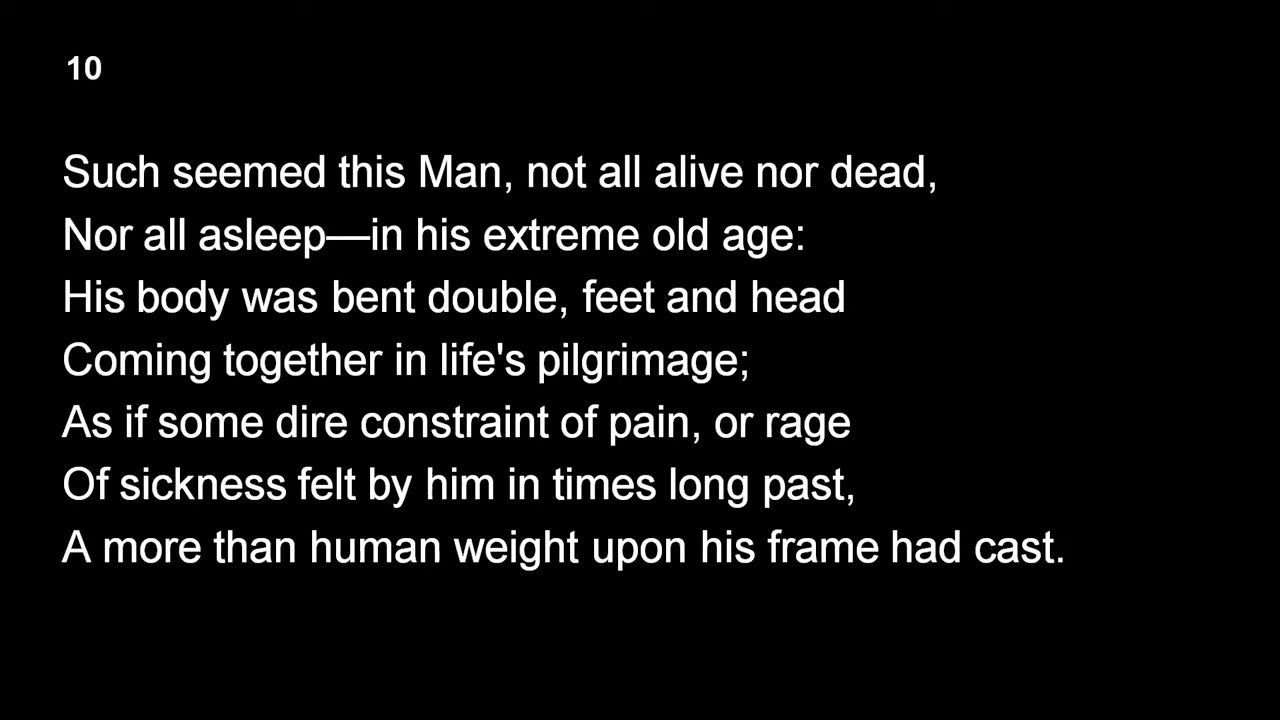 10
Such seemed this Man, not all alive nor dead,
Nor all asleep—in his extreme old age:
His body was bent double, feet and head
Coming together in life's pilgrimage;
As if some dire constraint of pain, or rage
Of sickness felt by him in times long past,
A more than human weight upon his frame had cast.